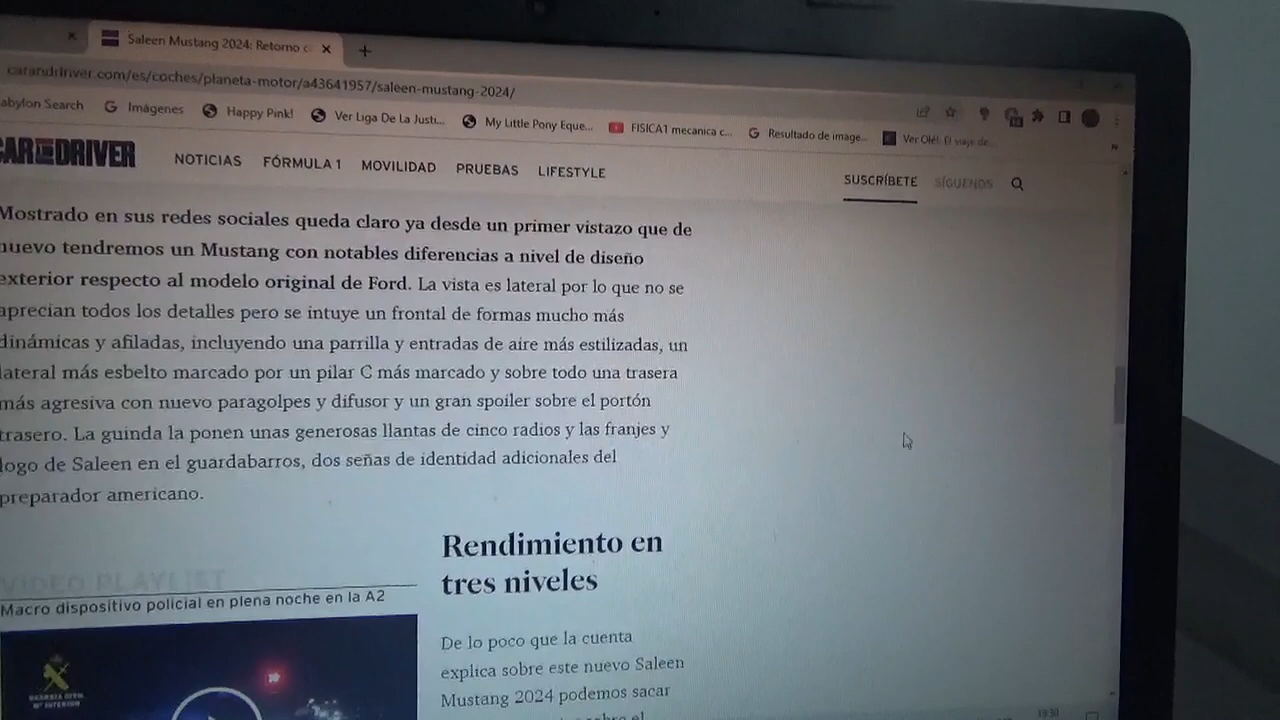 Saleen Mustang 2024: Retorno
carandriver.com/es/coches/planeta-motor/a43641957/saleen-mustang-2024/
abylon Search
Imágenes
Happy Pink!
Ver Liga De La Justi...
My Little Pony Eque...
FISICA1 mecanica c...
Resultado de image...
Ver Olé!. El viaje de...
CAR AND DRIVER
NOTICIAS
FÓRMULA 1
MOVILIDAD
PRUEBAS
LIFESTYLE
SUSCRÍBETE
SÍGUENOS
Mostrado en sus redes sociales queda claro ya desde un primer vistazo que de
nuevo tendremos un Mustang con notables diferencias a nivel de diseño
exterior respecto al modelo original de Ford. La vista es lateral por lo que no se
aprecian todos los detalles pero se intuye un frontal de formas mucho más
dinámicas y afiladas, incluyendo una parrilla y entradas de aire más estilizadas, un
lateral más esbelto marcado por un pilar C más marcado y sobre todo una trasera
más agresiva con nuevo paragolpes y difusor y un gran spoiler sobre el portón
trasero. La guinda la ponen unas generosas llantas de cinco radios y las franjes y
logo de Saleen en el guardabarros, dos señas de identidad adicionales del
preparador americano.
VIDEO PLAYLIST
Macro dispositivo policial en plena noche en la A2
GUARDIA CIVIL
Mº INTERIOR
Rendimiento en
tres niveles
De lo poco que la cuenta
explica sobre este nuevo Saleen
Mustang 2024 podemos sacar
el
19:30